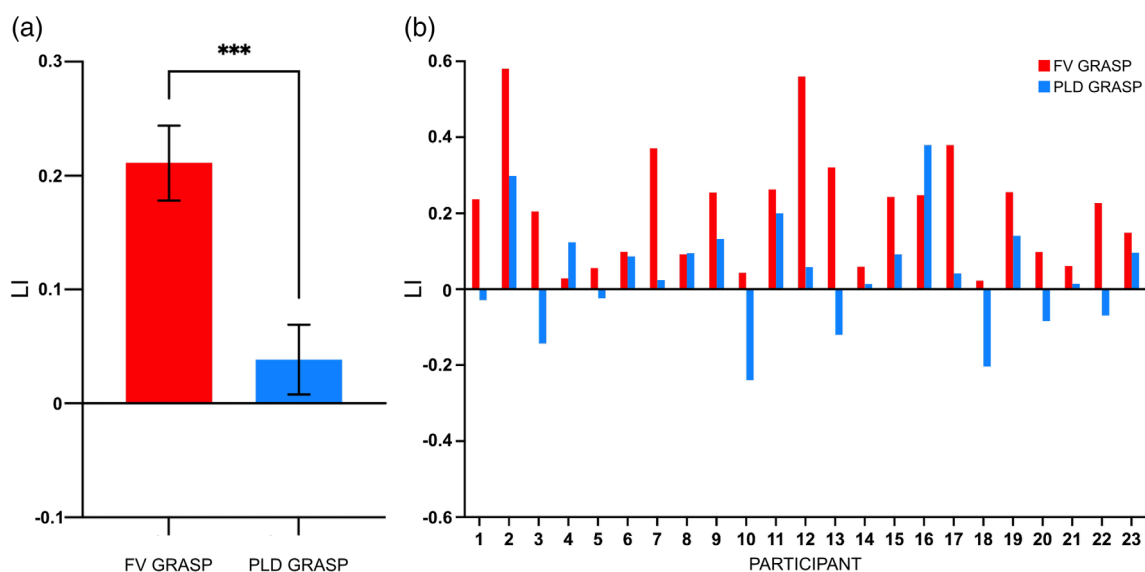 (a)
***
0.3
0.2
0.1
0
-0.1
LI
FV GRASP PLD GRASP
(b)
FV GRASP
PLD GRASP
0.6
0.4
0.2
0
-0.2
-0.4
-0.6
LI
1 2 3 4 5 6 7 8 9 10 11 12 13 14 15 16 17 18 19 20 21 22 23
PARTICIPANT